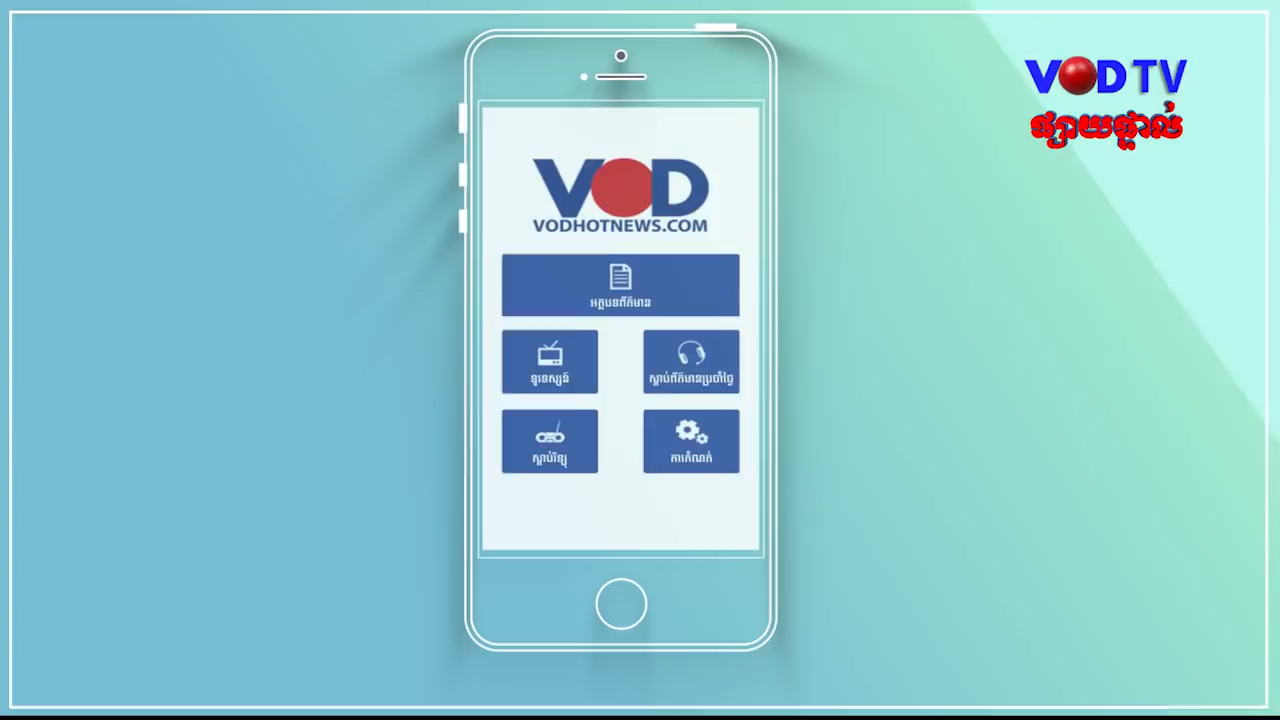 VOD TV
ផ្សាយផ្ទាល់
VOD
VODHOTNEWS.COM
អត្ថបទព័ត៌មាន
ទូរទស្សន៍
ស្តាប់ព័ត៌មានប្រចាំថ្ងៃ
ស្តាប់វិទ្យុ
ការកំណត់